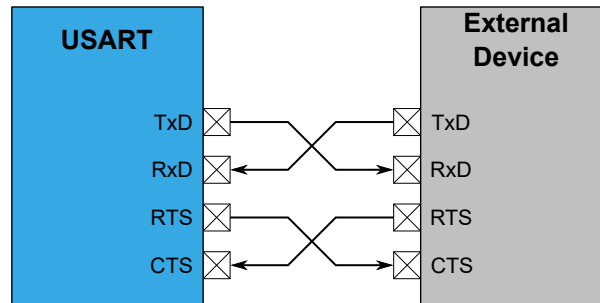 USART
TxD
RxD
RTS
CTS
External
Device
TxD
RxD
RTS
CTS